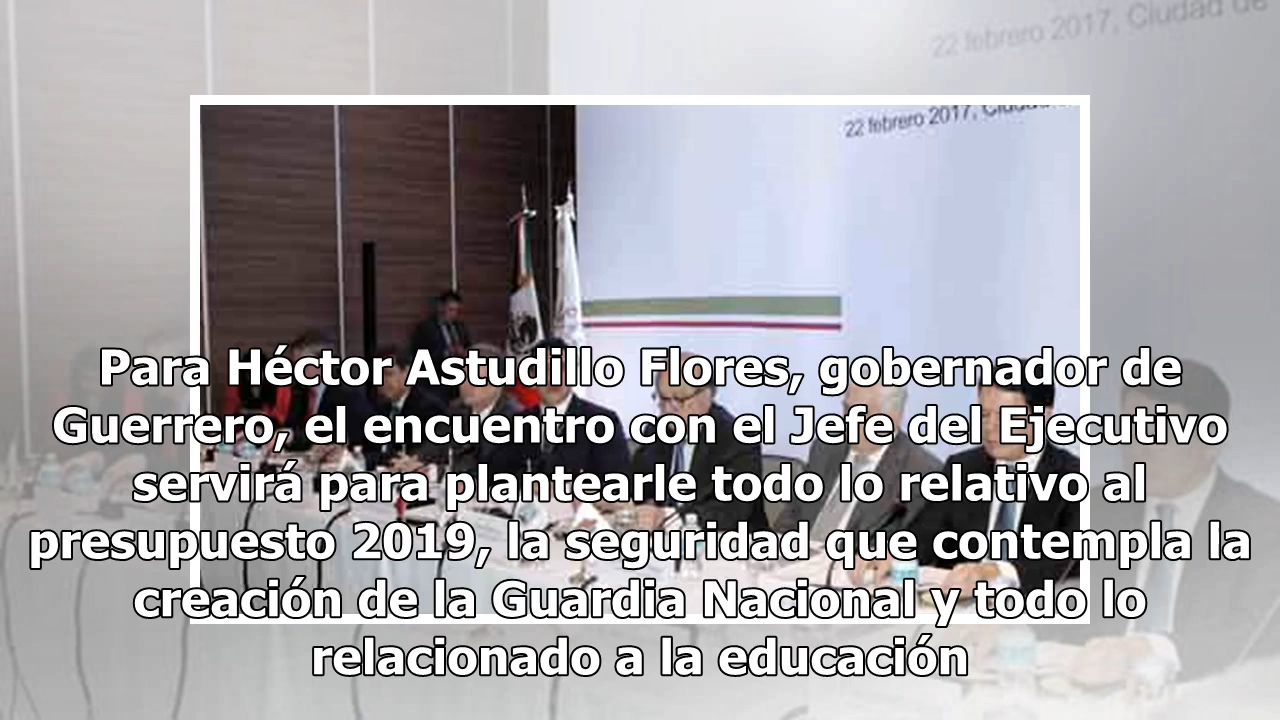 22 febrero 2017, Ciudad de
22 febrero 2017, Ciudad
Para Héctor Astudillo Flores, gobernador de
Guerrero, el encuentro con el Jefe del Ejecutivo
servirá para plantearle todo lo relativo al
presupuesto 2019, la seguridad que contempla la
creación de la Guardia Nacional y todo lo
relacionado a la educación